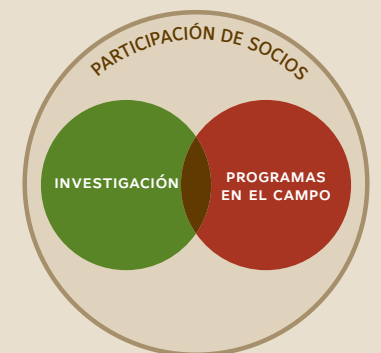 PARTICIPACIÓN DE SOCIOS
INVESTIGACIÓN
PROGRAMAS
EN EL CAMPO